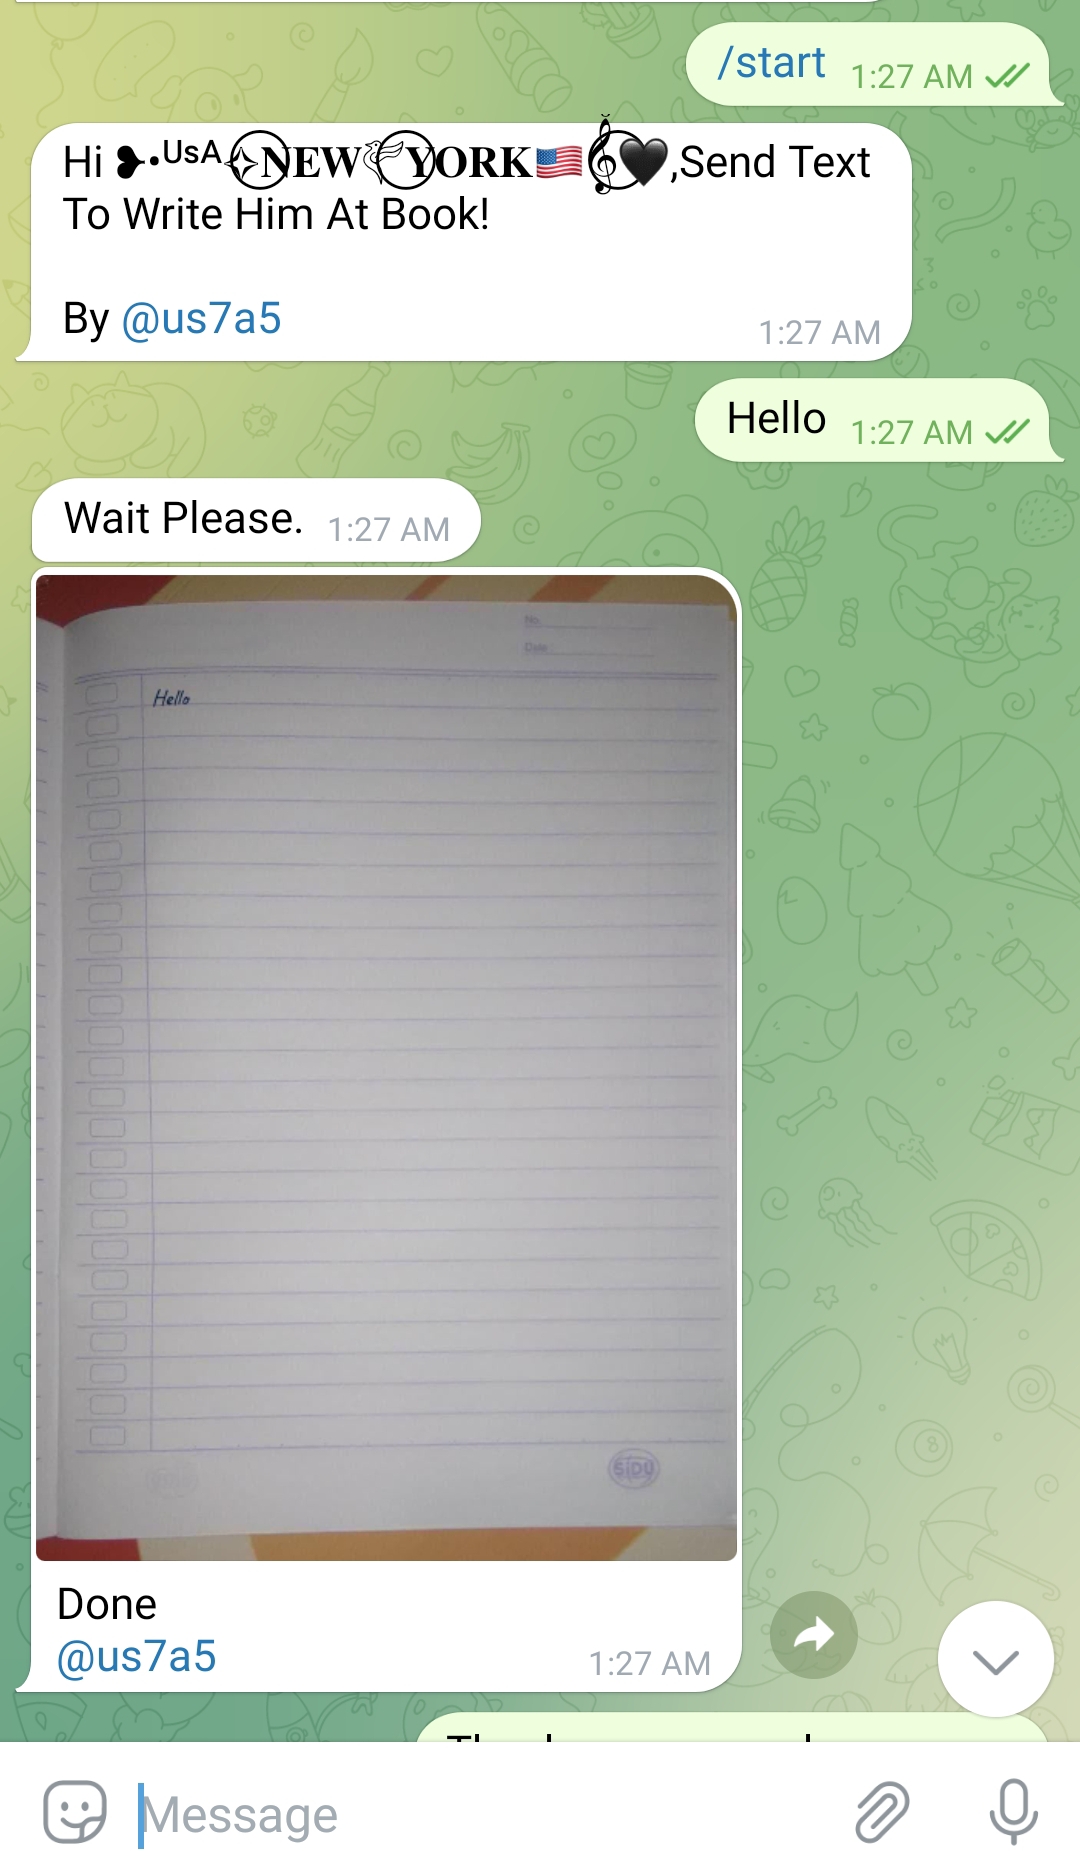 /start 1:27 AM
Hi ❥•ᵁˢᴬ✧⃝𝐍𝐄𝐖🕊⃝𝐘𝐎𝐑𝐊🇺🇸𝄞⃝🖤,Send Text
To Write Him At Book!
By @us7a5 1:27 AM
Hello 1:27 AM
Wait Please. 1:27 AM
No.
Date
Hello
SiDU
Done
@us7a5 1:27 AM
Message